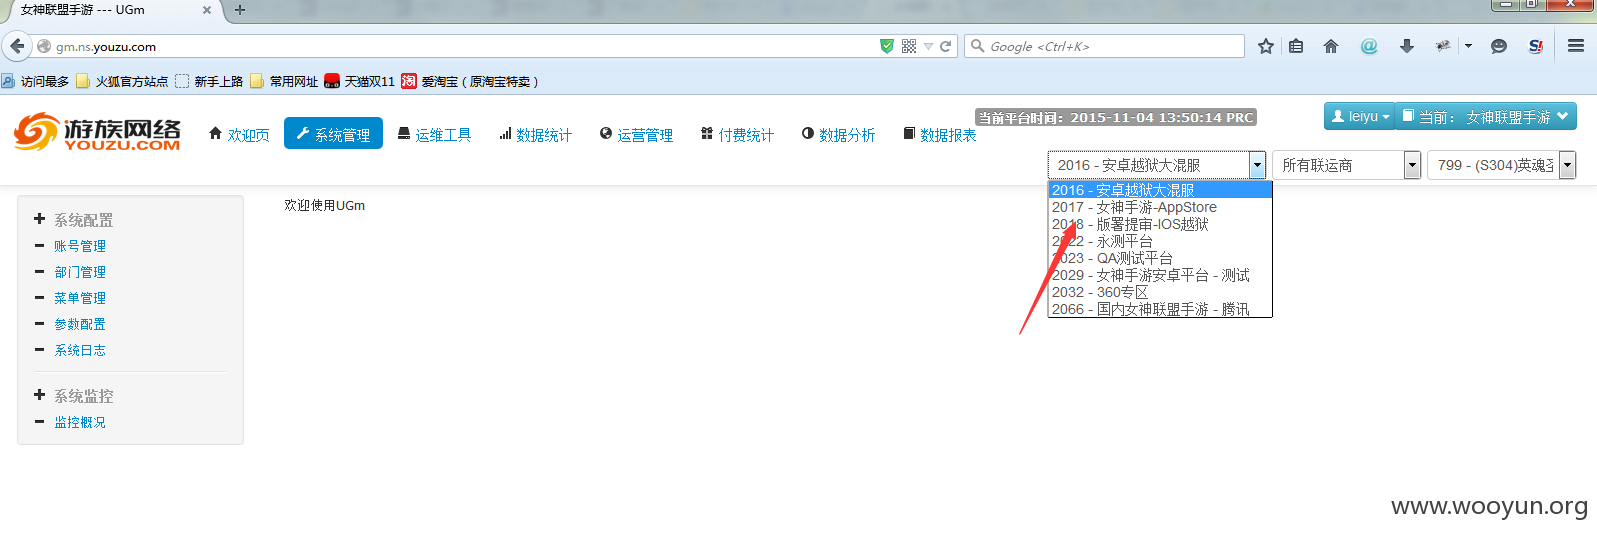 女神联盟手游 --- UGm
gm.ns.youzu.com
Google <Ctrl+K>
访问最多 火狐官方站点 新手上路 常用网址 天猫双11 爱淘宝（原淘宝特卖）
游族网络
YOUZU.COM
欢迎页 系统管理 运维工具 数据统计 运营管理 付费统计 数据分析 数据报表
当前平台时间：2015-11-04 13:50:14 PRC
leiyu 当前： 女神联盟手游
2016 - 安卓越狱大混服 所有联运商 799 - (S304)英魂圣
2016 - 安卓越狱大混服
2017 - 女神手游-AppStore
2018 - 版署提审-IOS越狱
2022 - 永测平台
2023 - QA测试平台
2029 - 女神手游安卓平台 - 测试
2032 - 360专区
2066 - 国内女神联盟手游 - 腾讯
系统配置
账号管理
部门管理
菜单管理
参数配置
系统日志
系统监控
监控概况
欢迎使用UGm
www.wooyun.org